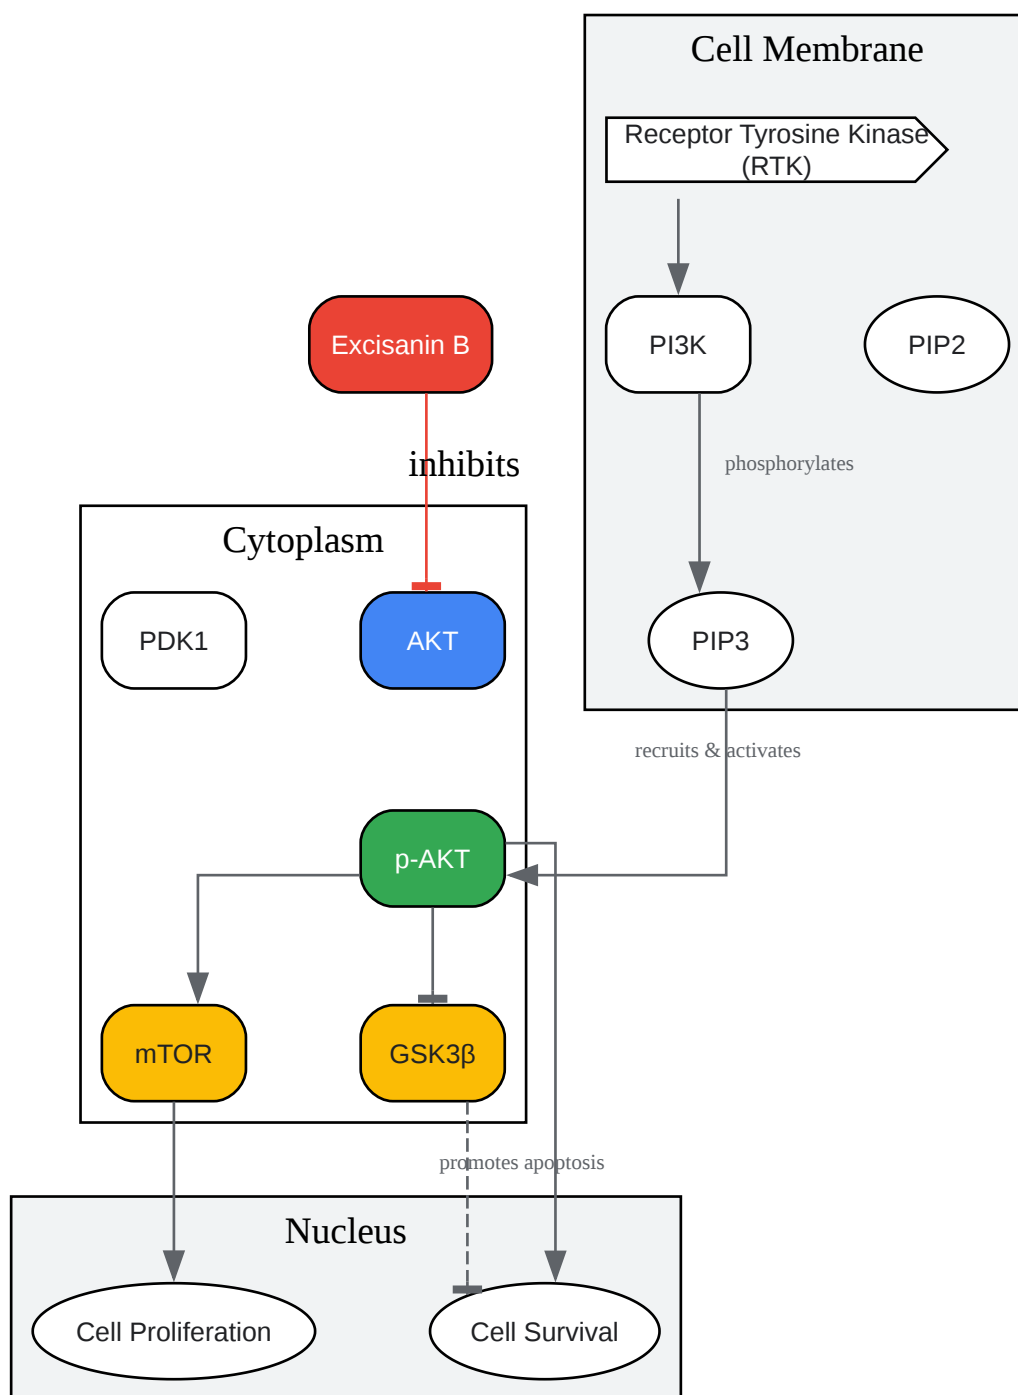 Cell Membrane
Receptor Tyrosine Kinase
(RTK)
Excisanin B
PI3K
PIP2
inhibits
phosphorylates
Cytoplasm
PDK1
AKT
PIP3
recruits & activates
p-AKT
mTOR
GSK3β
promotes apoptosis
Nucleus
Cell Proliferation
Cell Survival